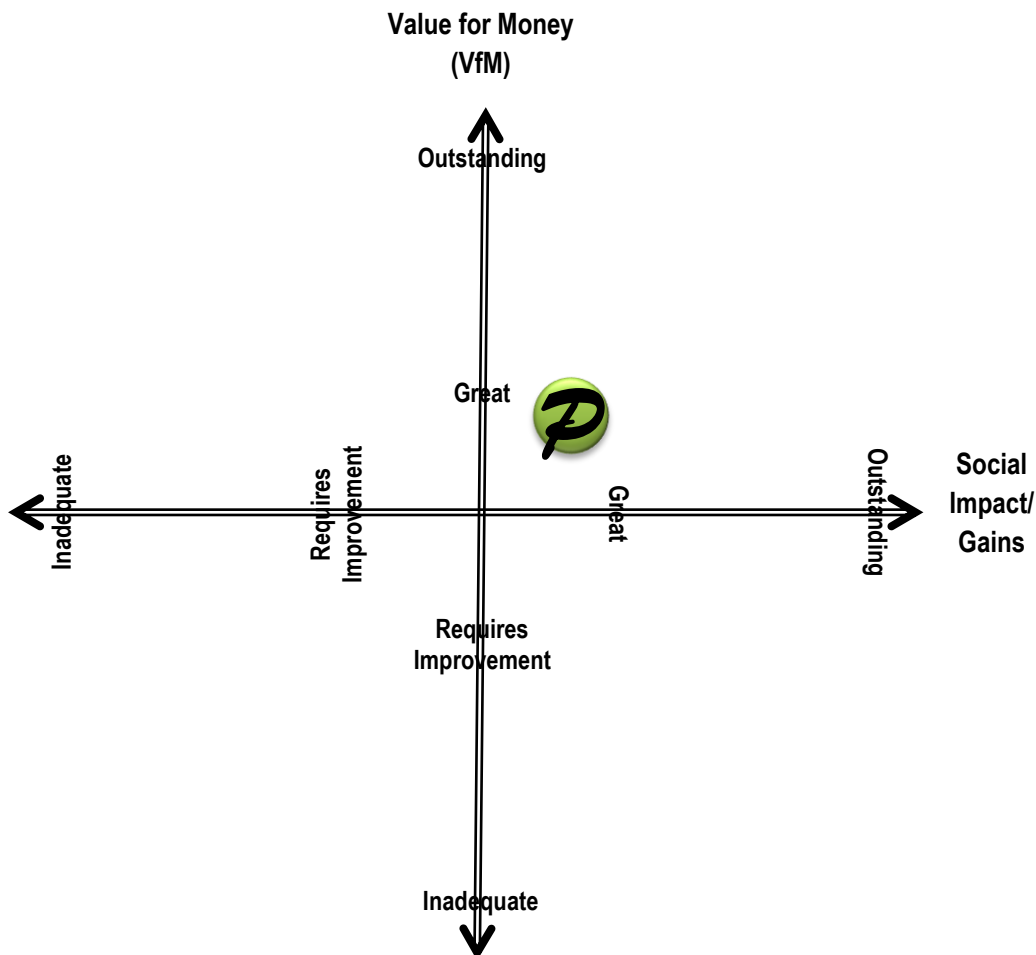 Value for Money
(VfM)
Outstanding
Great
P
Inadequate
Requires
Improvement
Great
Outstanding
Social
Impact/
Gains
Requires
Improvement
Inadequate